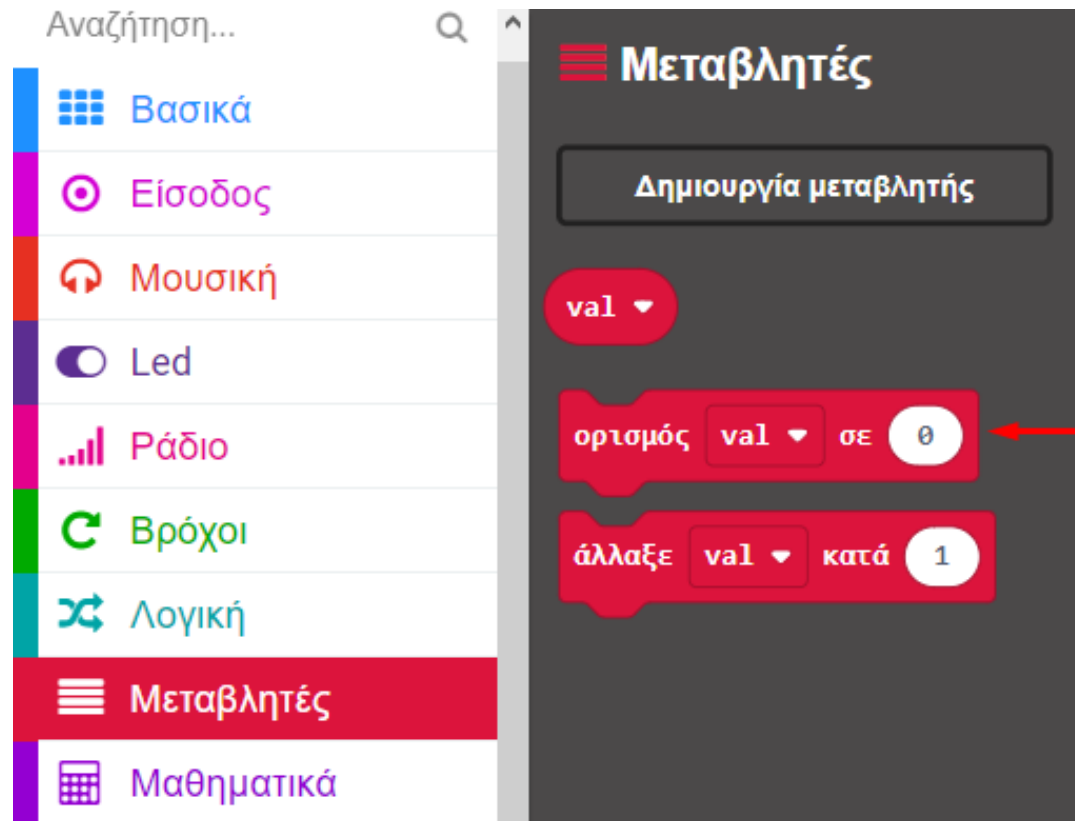 Αναζήτηση...
Βασικά
Είσοδος
Μουσική
Led
Ράδιο
Βρόχοι
Λογική
Μεταβλητές
Μαθηματικά
Μεταβλητές
Δημιουργία μεταβλητής
val
ορισμός val σε 0
άλλαξε val κατά 1